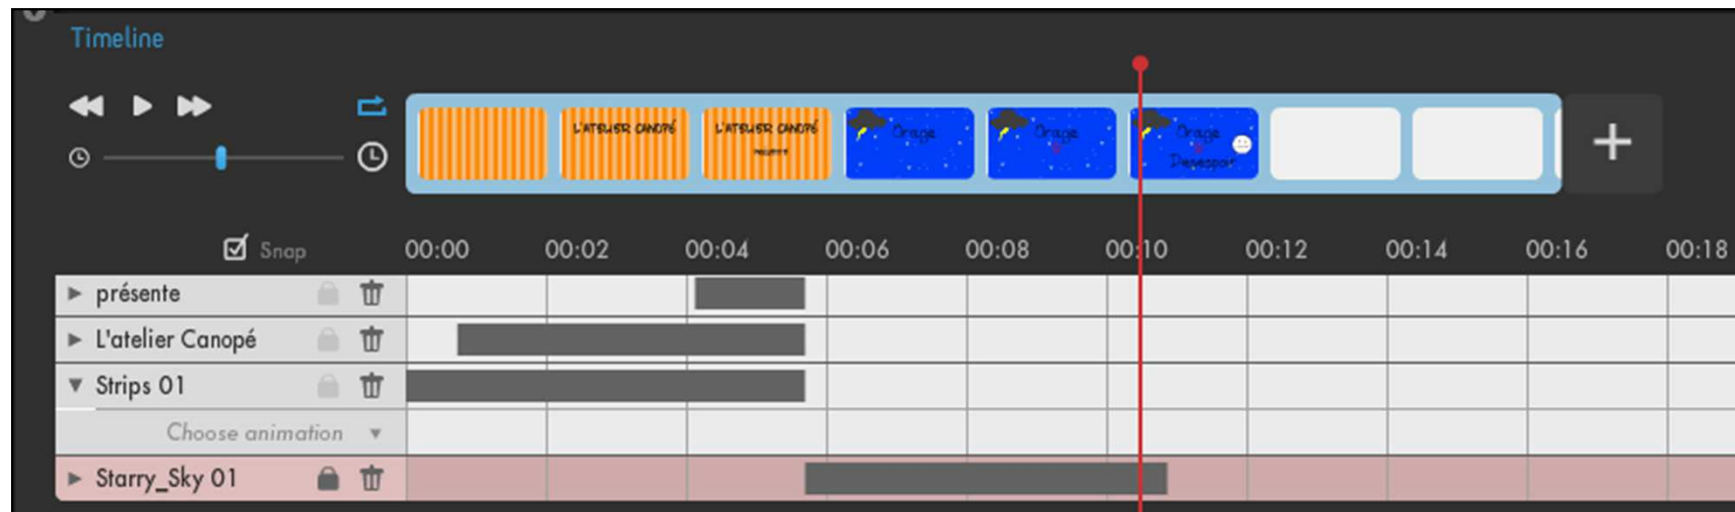 Timeline
L'ATELIER CANOPÉ
L'ATELIER CANOPÉ
Orage
Orage
Orage
Desespoir
Snap 00:00 00:02 00:04 00:06 00:08 00:10 00:12 00:14 00:16 00:18
présente
L'atelier Canopé
Strips 01
Choose animation
Starry_Sky 01